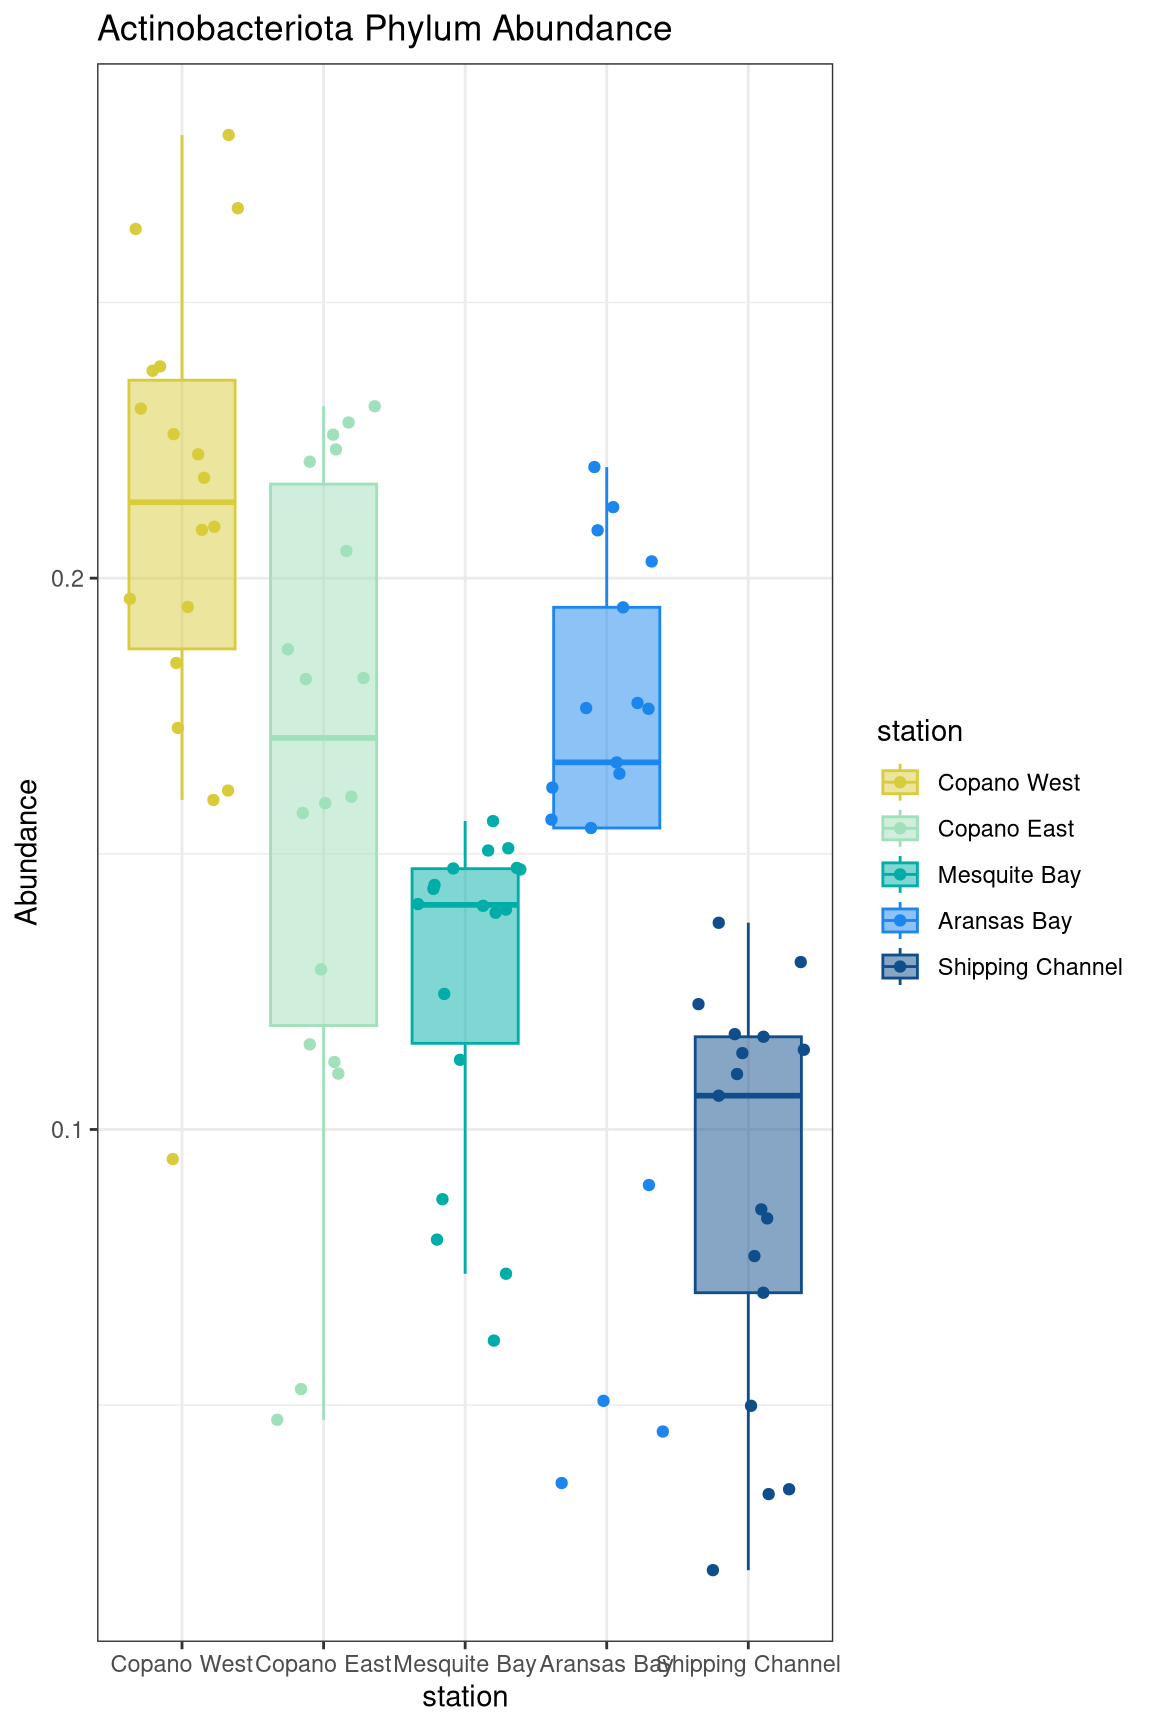 Actinobacteriota Phylum Abundance
Abundance
0.2
0.1
Copano West
Copano East
Mesquite Bay
Aransas Bay
Shipping Channel
station
station
Copano West
Copano East
Mesquite Bay
Aransas Bay
Shipping Channel